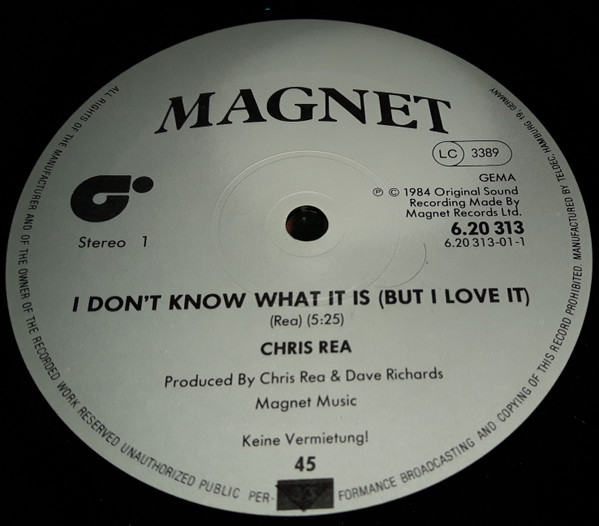 MAGNET
LC 3389
GEMA
℗ © 1984 Original Sound
Recording Made By
Magnet Records Ltd.
6.20 313
6.20 313-01-1
Stereo 1
I DON'T KNOW WHAT IT IS (BUT I LOVE IT)
(Rea) (5:25)
CHRIS REA
Produced By Chris Rea & Dave Richards
Magnet Music
Keine Vermietung!
45
ALL RIGHTS OF THE MANUFACTURER AND OF THE OWNER OF THE RECORDED WORK RESERVED UNAUTHORIZED PUBLIC PER- FORMANCE BROADCASTING AND COPYING OF THIS RECORD PROHIBITED. MANUFACTURED BY TELDEC, HAMBURG 19, GERMANY